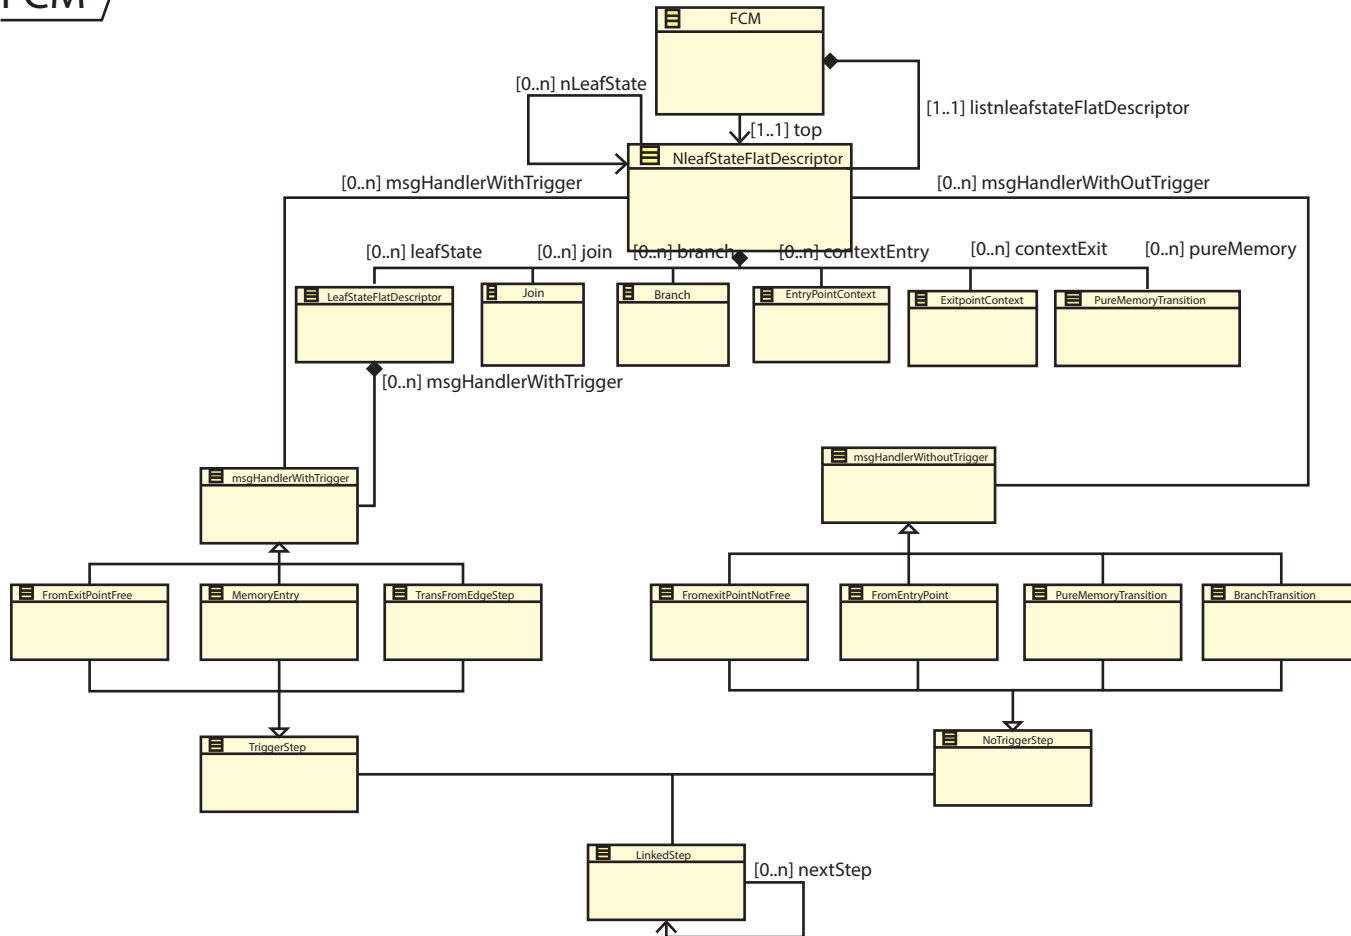 FCM
FCM
[0..n] nLeafState
[1..1] listnleafstateFlatDescriptor
[1..1] top
NleafStateFlatDescriptor
[0..n] msgHandlerWithTrigger
[0..n] msgHandlerWithOutTrigger
[0..n] leafState
[0..n] join
[0..n] branch
[0..n] contextEntry
[0..n] contextExit
[0..n] pureMemory
LeafStateFlatDescriptor
Join
Branch
EntryPointContext
ExitpointContext
PureMemoryTransition
[0..n] msgHandlerWithTrigger
msgHandlerWithTrigger
msgHandlerWithoutTrigger
FromExitPointFree
MemoryEntry
TransFromEdgeStep
FromexitPointNotFree
FromEntryPoint
PureMemoryTransition
BranchTransition
TriggerStep
NoTriggerStep
LinkedStep
[0..n] nextStep